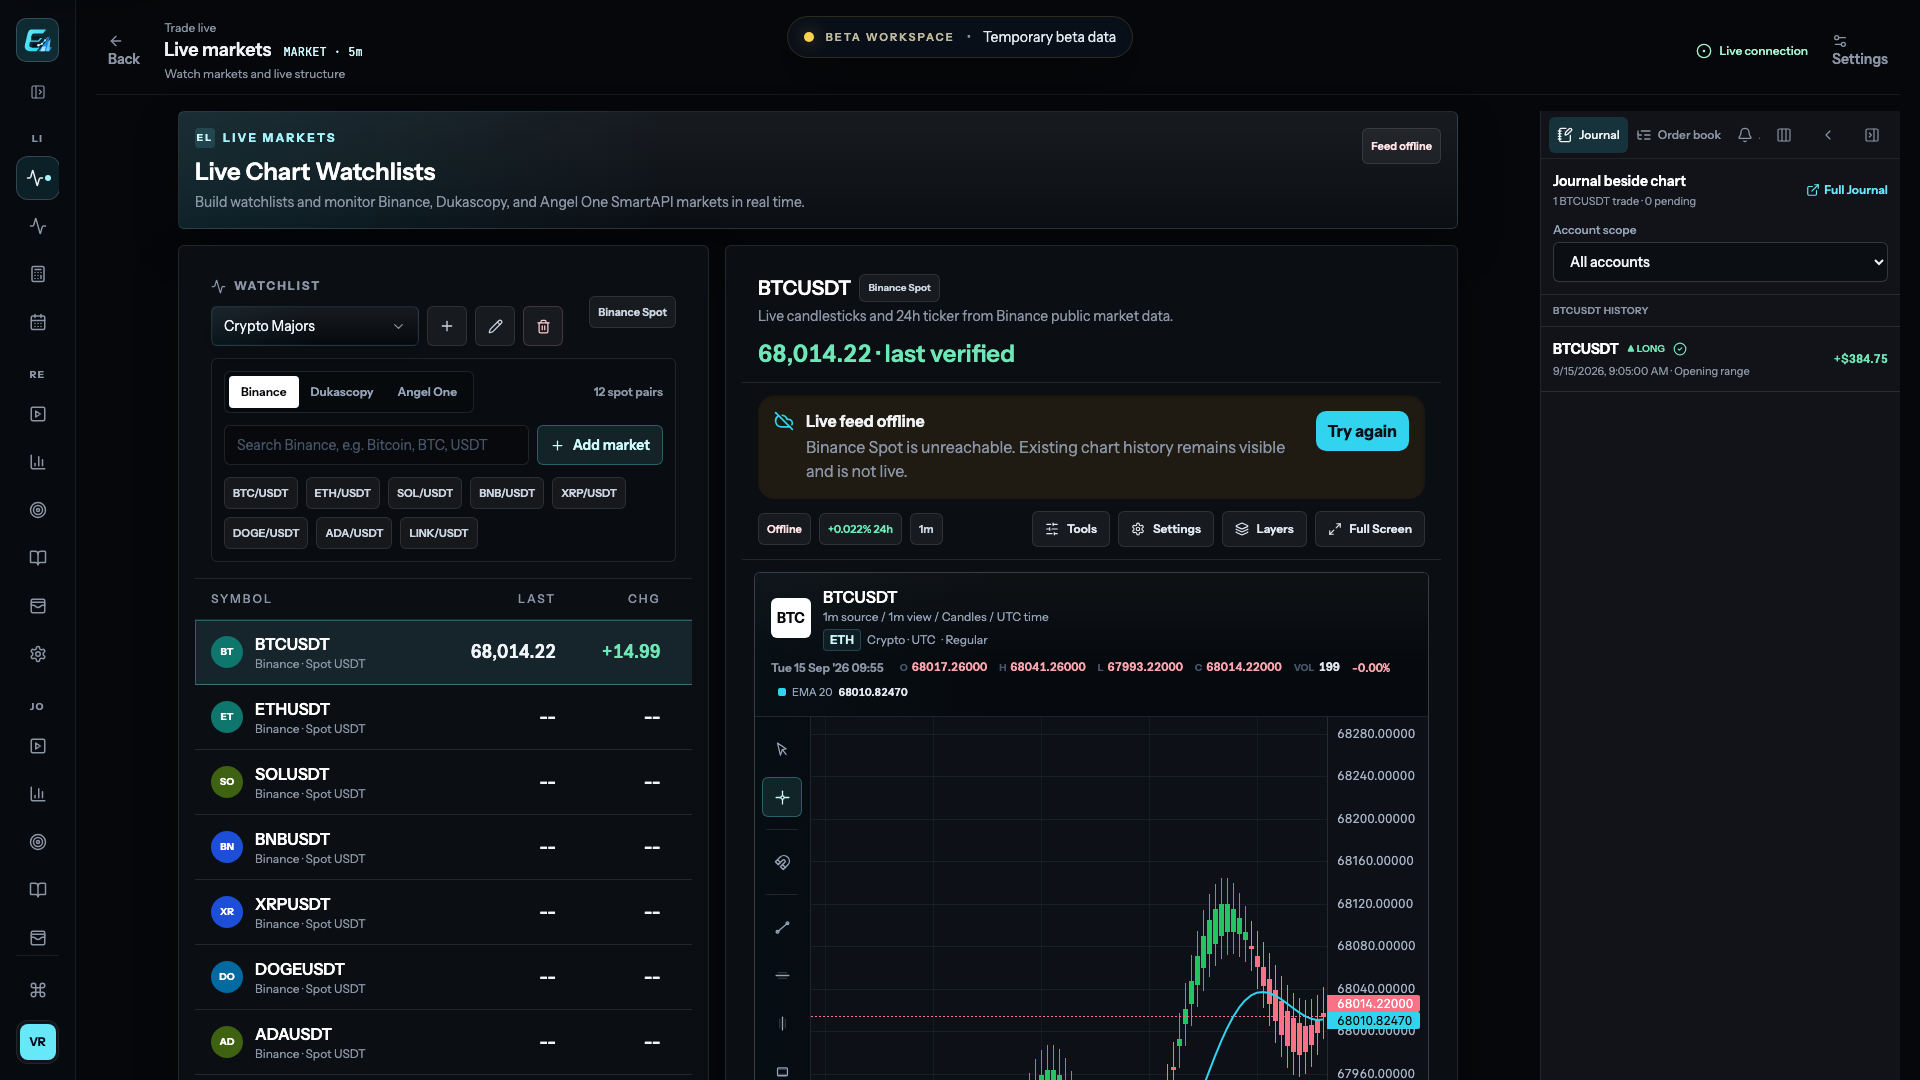 Back
Trade live
Live markets MARKET · 5m
Watch markets and live structure
BETA WORKSPACE · Temporary beta data
Live connection
Settings
LI
RE
JO
VR
EL LIVE MARKETS
Live Chart Watchlists
Build watchlists and monitor Binance, Dukascopy, and Angel One SmartAPI markets in real time.
Feed offline
WATCHLIST
Crypto Majors
Binance Spot
Binance Dukascopy Angel One 12 spot pairs
Search Binance, e.g. Bitcoin, BTC, USDT
+ Add market
BTC/USDT ETH/USDT SOL/USDT BNB/USDT XRP/USDT
DOGE/USDT ADA/USDT LINK/USDT
SYMBOL LAST CHG
BT BTCUSDT 68,014.22 +14.99
Binance · Spot USDT
ET ETHUSDT -- --
Binance · Spot USDT
SO SOLUSDT -- --
Binance · Spot USDT
BN BNBUSDT -- --
Binance · Spot USDT
XR XRPUSDT -- --
Binance · Spot USDT
DO DOGEUSDT -- --
Binance · Spot USDT
AD ADAUSDT -- --
Binance · Spot USDT
BTCUSDT Binance Spot
Live candlesticks and 24h ticker from Binance public market data.
68,014.22 · last verified
Live feed offline
Binance Spot is unreachable. Existing chart history remains visible
and is not live.
Try again
Offline +0.022% 24h 1m
Tools Settings Layers Full Screen
BTC BTCUSDT
1m source / 1m view / Candles / UTC time
ETH Crypto · UTC · Regular
Tue 15 Sep '26 09:55 O 68017.26000 H 68041.26000 L 67993.22000 C 68014.22000 VOL 199 -0.00%
EMA 20 68010.82470
68280.00000
68240.00000
68200.00000
68160.00000
68120.00000
68080.00000
68040.00000
68014.22000
68010.82470
68000.00000
67960.00000
Journal Order book
Journal beside chart
1 BTCUSDT trade · 0 pending
Full Journal
Account scope
All accounts
BTCUSDT HISTORY
BTCUSDT ▲ LONG
+$384.75
9/15/2026, 9:05:00 AM · Opening range